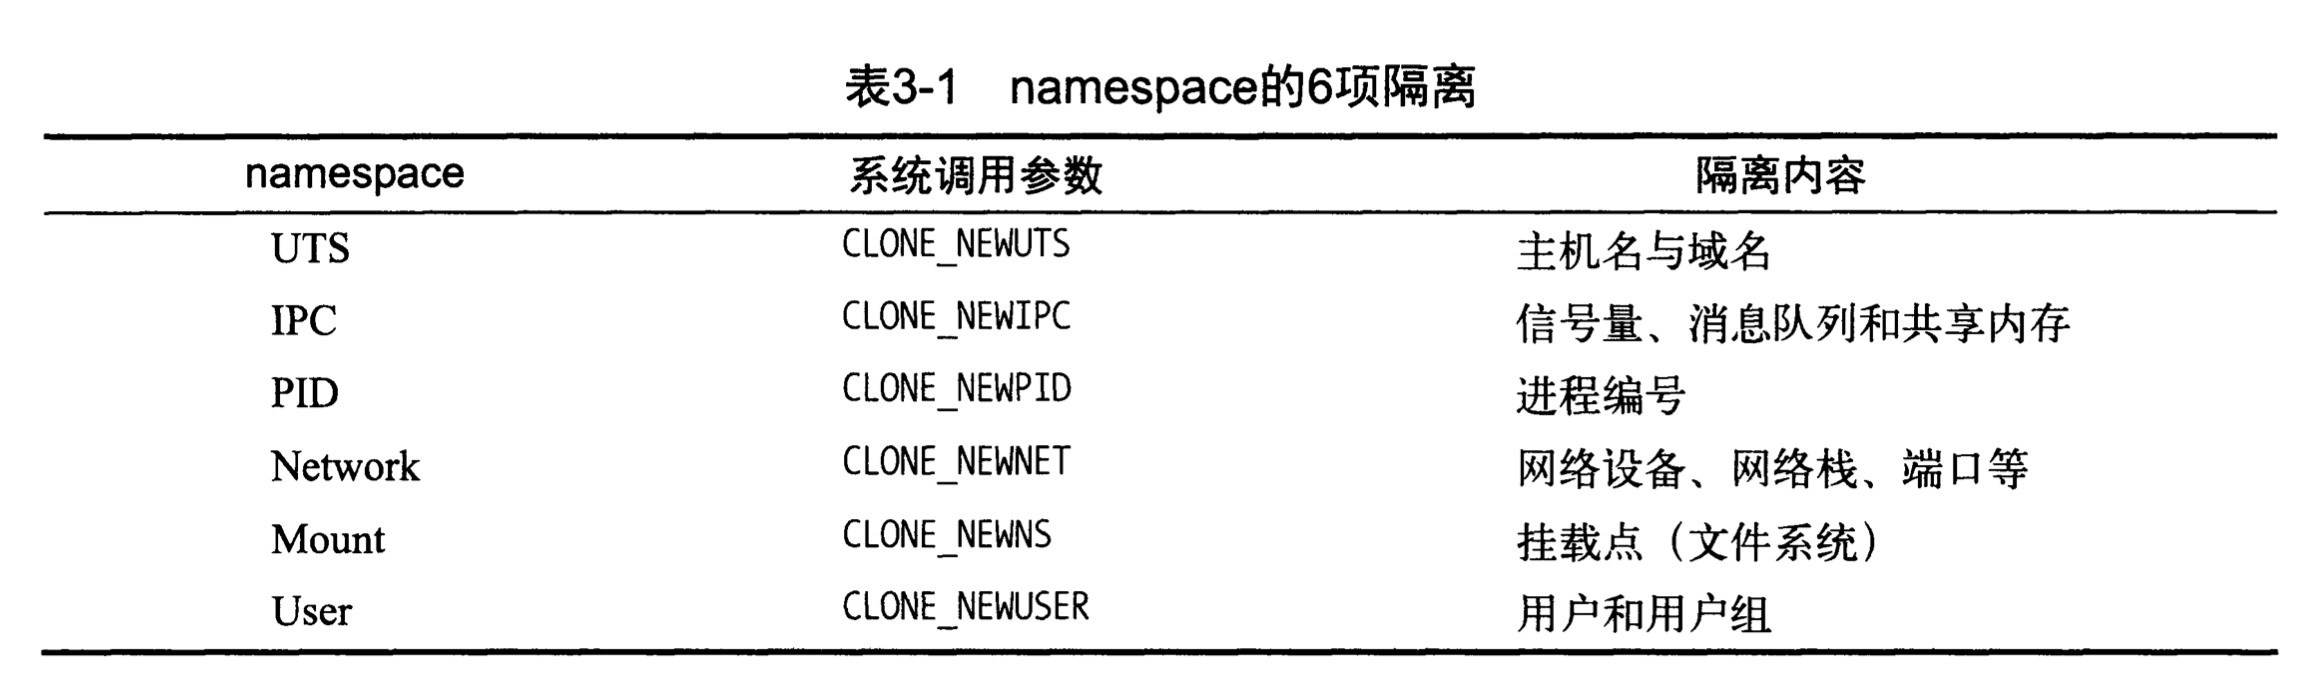 表3-1 namespace的6项隔离
namespace 系统调用参数 隔离内容
UTS CLONE_NEWUTS 主机名与域名
IPC CLONE_NEWIPC 信号量、消息队列和共享内存
PID CLONE_NEWPID 进程编号
Network CLONE_NEWNET 网络设备、网络栈、端口等
Mount CLONE_NEWNS 挂载点（文件系统）
User CLONE_NEWUSER 用户和用户组